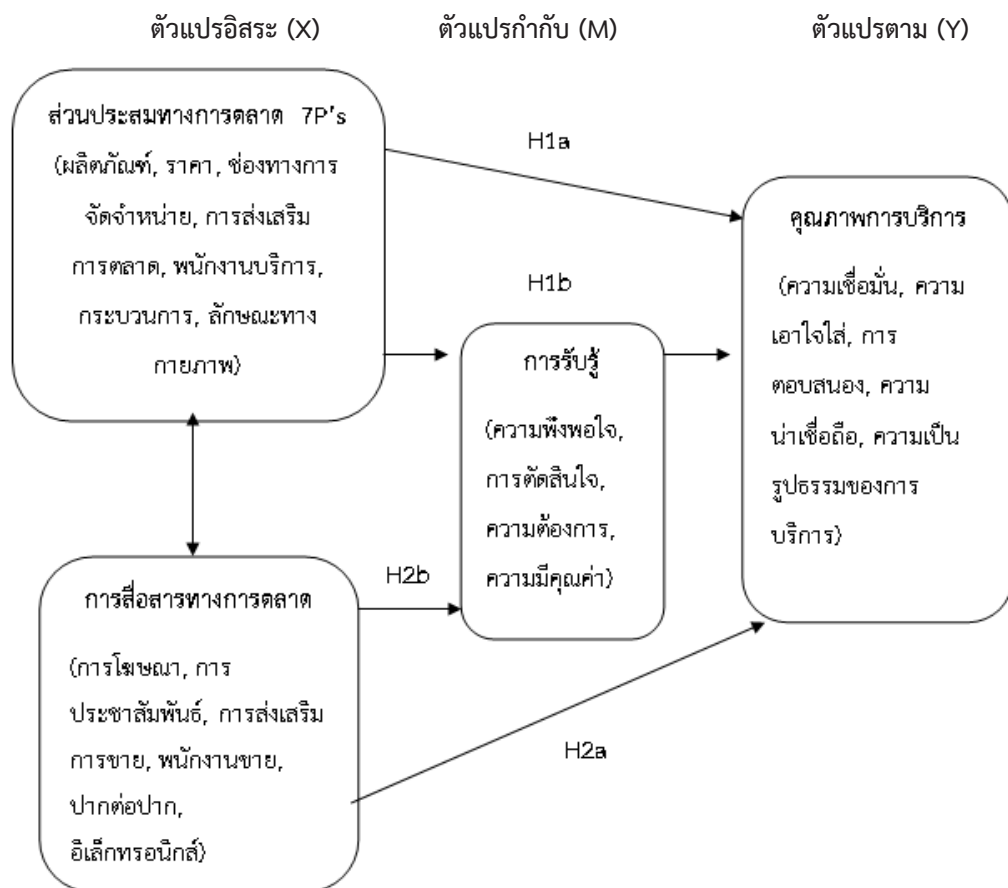 ตัวแปรอิสระ (X) ตัวแปรกำกับ (M) ตัวแปรตาม (Y)
ส่วนประสมทางการตลาด 7P's
(ผลิตภัณฑ์, ราคา, ช่องทางการ
จัดจำหน่าย, การส่งเสริม
การตลาด, พนักงานบริการ,
กระบวนการ, ลักษณะทาง
กายภาพ)
H1a
H1b
การรับรู้
(ความพึงพอใจ,
การตัดสินใจ,
ความต้องการ,
ความมีคุณค่า)
คุณภาพการบริการ
(ความเชื่อมั่น, ความ
เอาใจใส่, การ
ตอบสนอง, ความ
น่าเชื่อถือ, ความเป็น
รูปธรรมของการ
บริการ)
H2b
การสื่อสารทางการตลาด
(การโฆษณา, การ
ประชาสัมพันธ์, การส่งเสริม
การขาย, พนักงานขาย,
ปากต่อปาก,
อิเล็กทรอนิกส์)
H2a